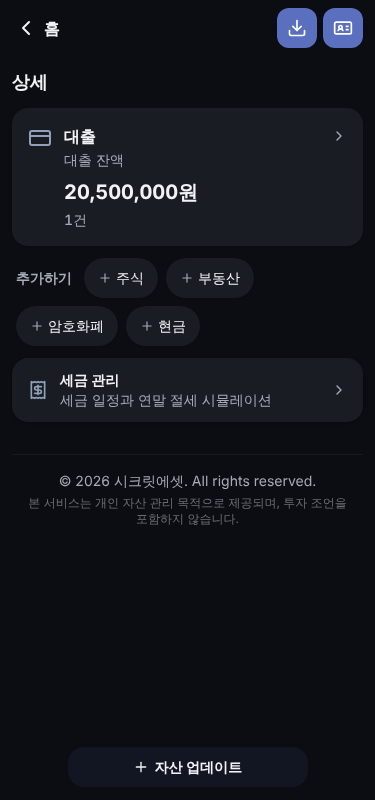 홈
상세
대출
대출 잔액
20,500,000원
1건
추가하기
주식
부동산
암호화폐
현금
세금 관리
세금 일정과 연말 절세 시뮬레이션
© 2026 시크릿에셋. All rights reserved.
본 서비스는 개인 자산 관리 목적으로 제공되며, 투자 조언을
포함하지 않습니다.
자산 업데이트